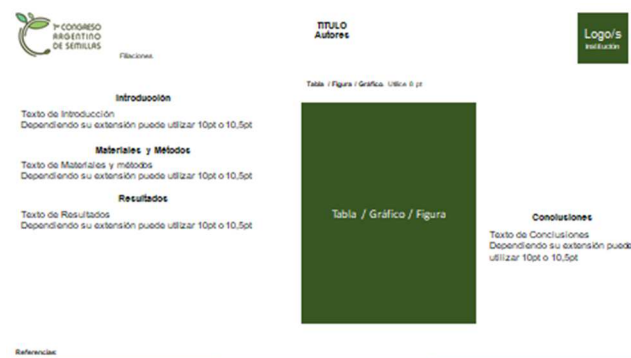 1er CONGRESO
ARGENTINO
DE SEMILLAS
TITULO
Autores
Logo/s
Institución
Filiaciones
Introducción
Texto de Introducción
Dependiendo su extensión puede utilizar 10pt o 10,5pt
Materiales y Métodos
Texto de Materiales y métodos
Dependiendo su extensión puede utilizar 10pt o 10,5pt
Resultados
Texto de Resultados
Dependiendo su extensión puede utilizar 10pt o 10,5pt
Tabla / Figura / Gráfico. Utilice pt
Tabla / Gráfico / Figura
Conclusiones
Texto de Conclusiones
Dependiendo su extensión puede
utilizar 10pt o 10,5pt
Referencias: